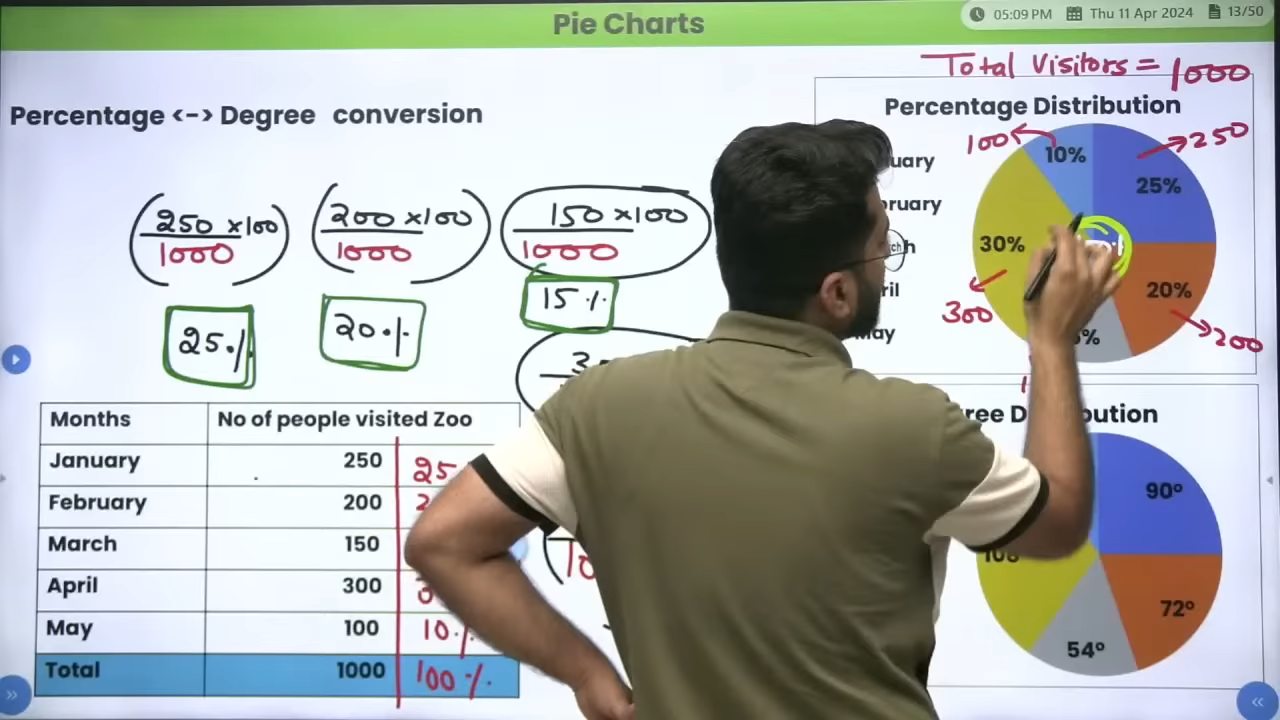 Pie Charts
05:09 PM Thu 11 Apr 2024 13/50
Total Visitors = 1000
Percentage <-> Degree conversion
Percentage Distribution
100
10%
250
25%
30%
20%
300
200
250 ×100
1000
200 ×100
1000
150 ×100
1000
25%
20%
15%
Months No of people visited Zoo
January 250 25
February 200
March 150
April 300
May 100 10%
Total 1000 100%
90°
72°
54°